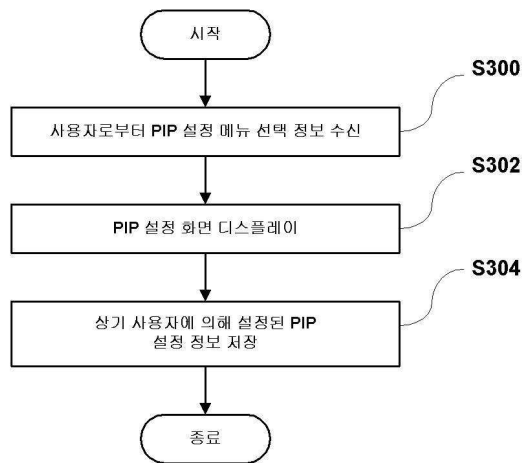 시작
S300
사용자로부터 PIP 설정 메뉴 선택 정보 수신
S302
PIP 설정 화면 디스플레이
S304
상기 사용자에 의해 설정된 PIP
설정 정보 저장
종료